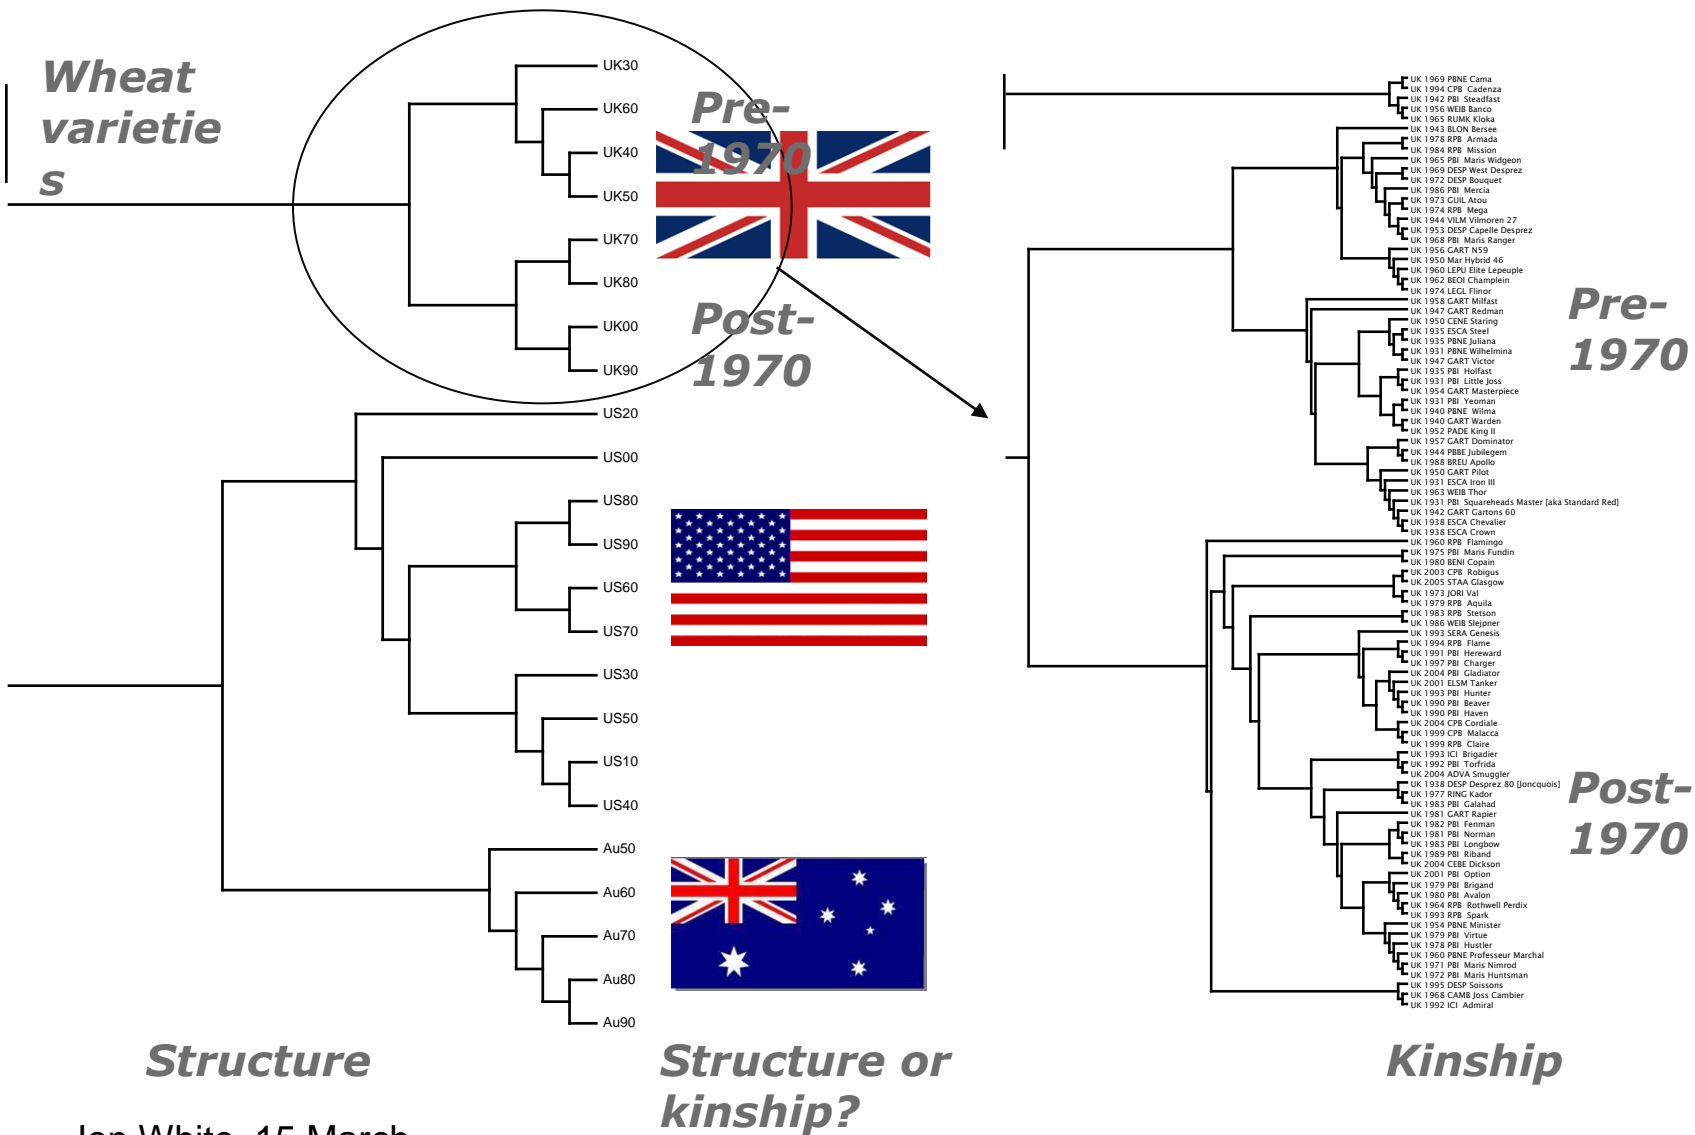 Wheat
varietie
s
UK30
UK60
UK40
UK50
UK70
UK80
UK00
UK90
US20
US00
US80
US90
US60
US70
US30
US50
US10
US40
Au50
Au60
Au70
Au80
Au90
Pre-
1970
Post-
1970
UK 1969 PBNE Cama
UK 1994 CPB Cadenza
UK 1942 PBI Steadfast
UK 1956 WEIB Banco
UK 1965 RUMK Kloka
UK 1943 BLON Bersee
UK 1978 RPB Armada
UK 1984 RPB Mission
UK 1965 PBI Maris Widgeon
UK 1969 DESP West Desprez
UK 1972 DESP Bouquet
UK 1986 PBI Mercia
UK 1973 GUIL Atou
UK 1974 RPB Mega
UK 1944 VILM Vilmoren 27
UK 1953 DESP Capelle Desprez
UK 1968 PBI Maris Ranger
UK 1956 GART N59
UK 1950 Mar Hybrid 46
UK 1960 LEPU Elite Lepeuple
UK 1962 BEOI Champlein
UK 1974 LEGL Flinor
UK 1958 GART Milfast
UK 1947 GART Redman
UK 1950 CENE Staring
UK 1935 ESCA Steel
UK 1935 PBNE Juliana
UK 1931 PBNE Wilhelmina
UK 1947 GART Victor
UK 1935 PBI Holfast
UK 1931 PBI Little Joss
UK 1954 GART Masterpiece
UK 1931 PBI Yeoman
UK 1940 PBNE Wilma
UK 1940 GART Warden
UK 1952 PADE King II
UK 1957 GART Dominator
UK 1944 PBBE Jubilegem
UK 1988 BREU Apollo
UK 1950 GART Pilot
UK 1931 ESCA Iron III
UK 1963 WEIB Thor
UK 1931 PBI Squareheads Master [aka Standard Red]
UK 1942 GART Gartons 60
UK 1938 ESCA Chevalier
UK 1938 ESCA Crown
UK 1960 RPB Flamingo
UK 1975 PBI Maris Fundin
UK 1980 BENI Copain
UK 2003 CPB Robigus
UK 2005 STAA Glasgow
UK 1973 JORI Val
UK 1979 RPB Aquila
UK 1983 RPB Stetson
UK 1986 WEIB Slejpner
UK 1993 SERA Genesis
UK 1994 RPB Flame
UK 1991 PBI Hereward
UK 1997 PBI Charger
UK 2004 PBI Gladiator
UK 2001 ELSM Tanker
UK 1993 PBI Hunter
UK 1990 PBI Beaver
UK 1990 PBI Haven
UK 2004 CPB Cordiale
UK 1999 CPB Malacca
UK 1999 RPB Claire
UK 1993 ICI Brigadier
UK 1992 PBI Torfrida
UK 2004 ADVA Smuggler
UK 1938 DESP Desprez 80 [Joncquois]
UK 1977 RING Kador
UK 1983 PBI Galahad
UK 1981 GART Rapier
UK 1982 PBI Fenman
UK 1981 PBI Norman
UK 1983 PBI Longbow
UK 1989 PBI Riband
UK 2004 CEBE Dickson
UK 2001 PBI Option
UK 1979 PBI Brigand
UK 1980 PBI Avalon
UK 1964 RPB Rothwell Perdix
UK 1993 RPB Spark
UK 1954 PBNE Minister
UK 1979 PBI Virtue
UK 1978 PBI Hustler
UK 1960 PBNE Professeur Marchal
UK 1971 PBI Maris Nimrod
UK 1972 PBI Maris Huntsman
UK 1995 DESP Soissons
UK 1968 CAMB Joss Cambier
UK 1992 ICI Admiral
Pre-
1970
Post-
1970
Structure
Structure or
kinship?
Kinship
White, 15 March